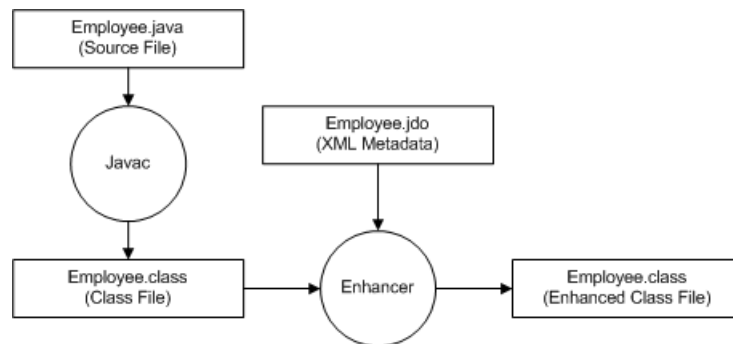 Employee.java
(Source File)
Javac
Employee.jdo
(XML Metadata)
Employee.class
(Class File)
Enhancer
Employee.class
(Enhanced Class File)